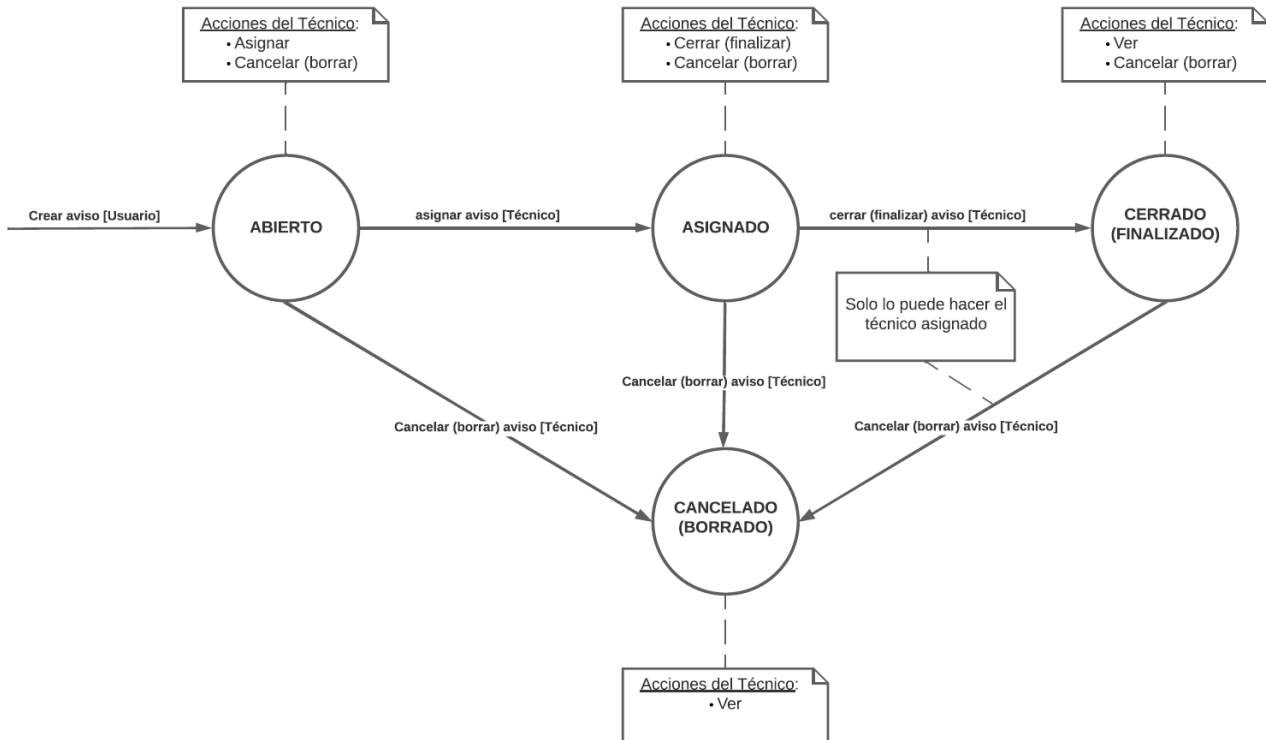 Acciones del Técnico:
• Asignar
• Cancelar (borrar)
Acciones del Técnico:
• Cerrar (finalizar)
• Cancelar (borrar)
Acciones del Técnico:
• Ver
• Cancelar (borrar)
Crear aviso [Usuario]
ABIERTO
asignar aviso [Técnico]
ASIGNADO
cerrar (finalizar) aviso [Técnico]
CERRADO
(FINALIZADO)
Solo lo puede hacer el
técnico asignado
Cancelar (borrar) aviso [Técnico]
Cancelar (borrar) aviso [Técnico]
Cancelar (borrar) aviso [Técnico]
CANCELADO
(BORRADO)
Acciones del Técnico:
• Ver